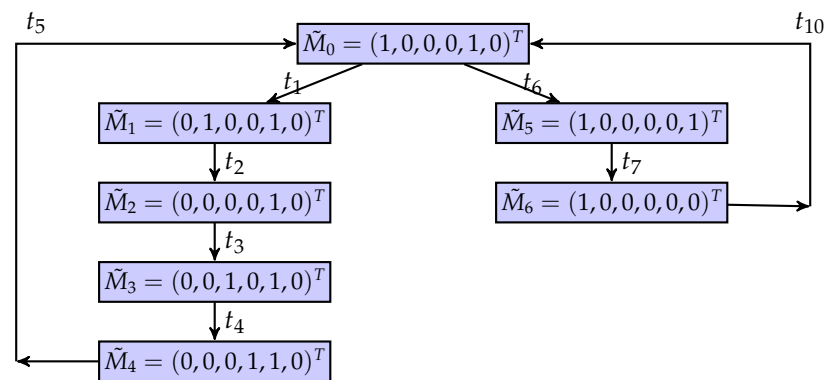 t₅ t₁₀
M̃₀ = (1, 0, 0, 0, 1, 0)ᵀ
t₁ t₆
M̃₁ = (0, 1, 0, 0, 1, 0)ᵀ M̃₅ = (1, 0, 0, 0, 0, 1)ᵀ
t₂ t₇
M̃₂ = (0, 0, 0, 0, 1, 0)ᵀ M̃₆ = (1, 0, 0, 0, 0, 0)ᵀ
t₃
M̃₃ = (0, 0, 1, 0, 1, 0)ᵀ
t₄
M̃₄ = (0, 0, 0, 1, 1, 0)ᵀ